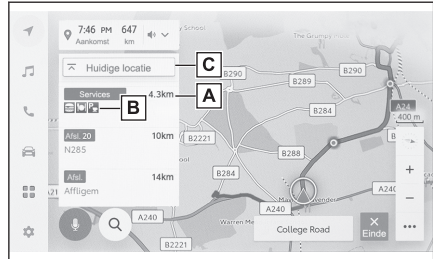 7:46 PM 647
Aankomst km
School
The Grumpy
Huidige locatie
C
Services 4.3km
A
B
Afsl. 20 10km
N285
Afsl. 14km
Affligem
B290
B289
B290
B284
A24
400 m
B2221
B288
B284
A21
A240
A240
A240
B2221
Warren Me
College Road
Einde